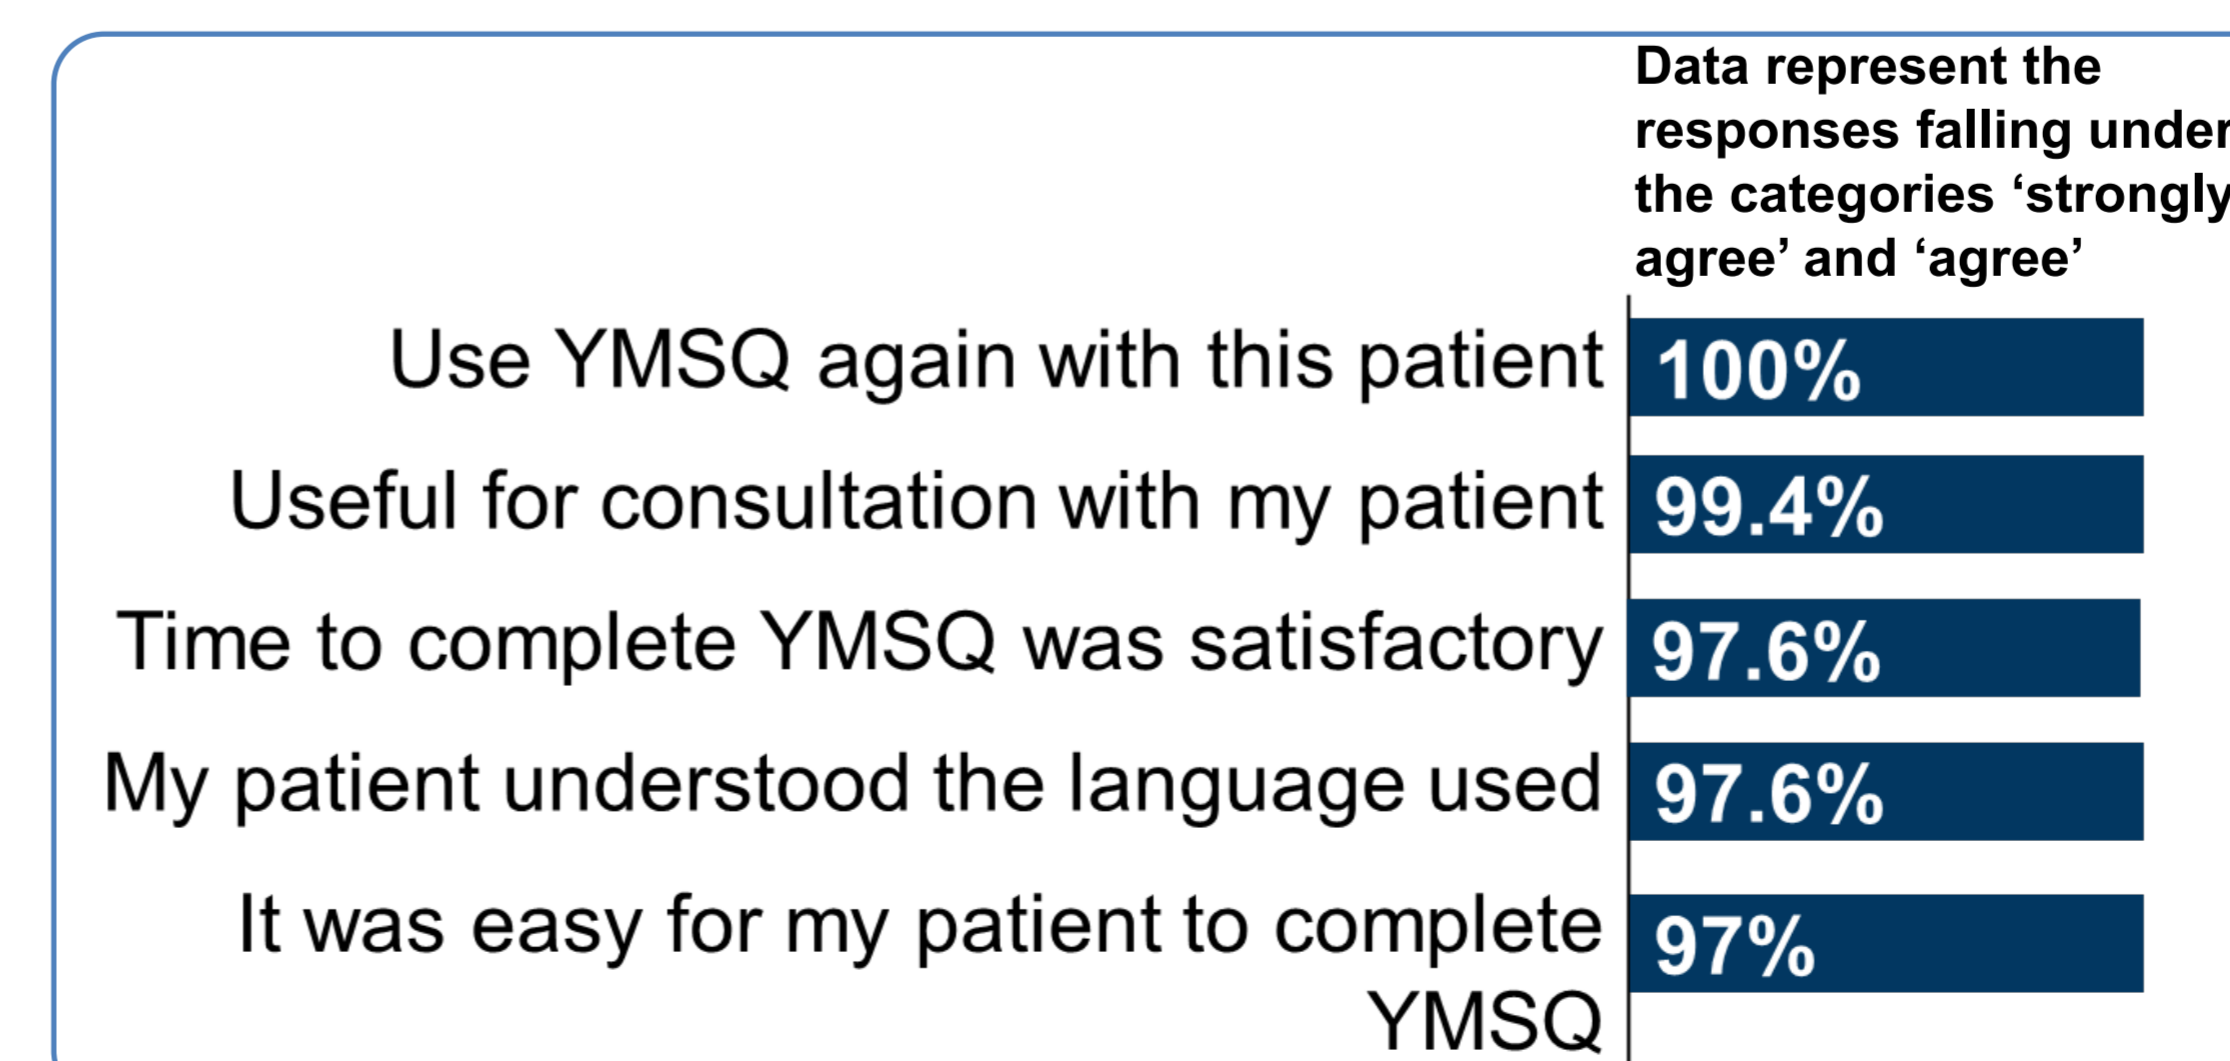 Data represent the
responses falling under
the categories ‘strongly
agree’ and ‘agree’
Use YMSQ again with this patient 100%
Useful for consultation with my patient 99.4%
Time to complete YMSQ was satisfactory 97.6%
My patient understood the language used 97.6%
It was easy for my patient to complete 97%
YMSQ